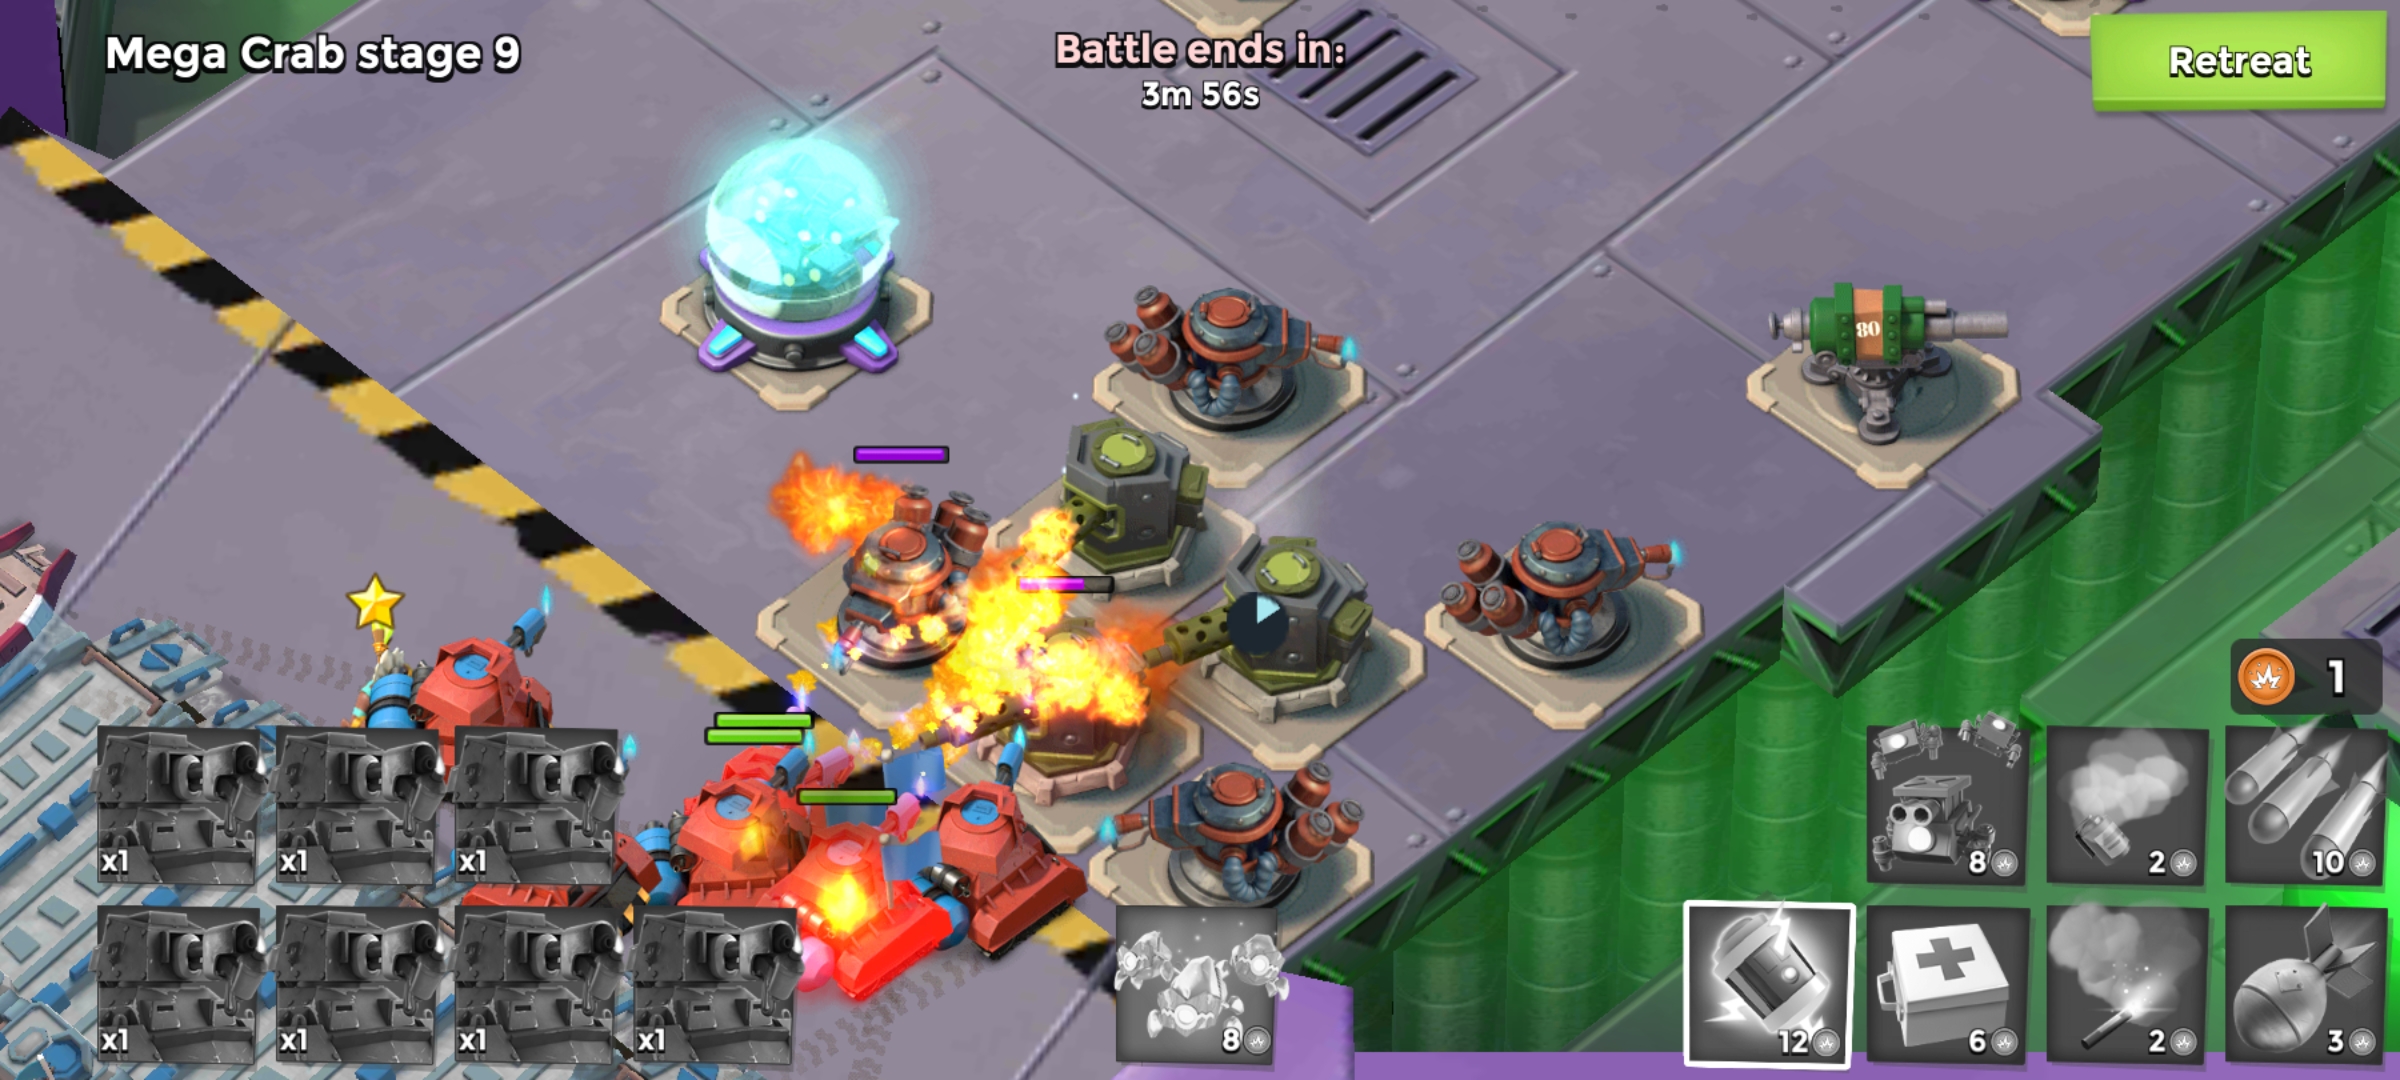 Mega Crab stage 9
Battle ends in:
3m 56s
Retreat
80
1
x1
x1
x1
8
2
10
x1
x1
x1
x1
8
12
6
2
3